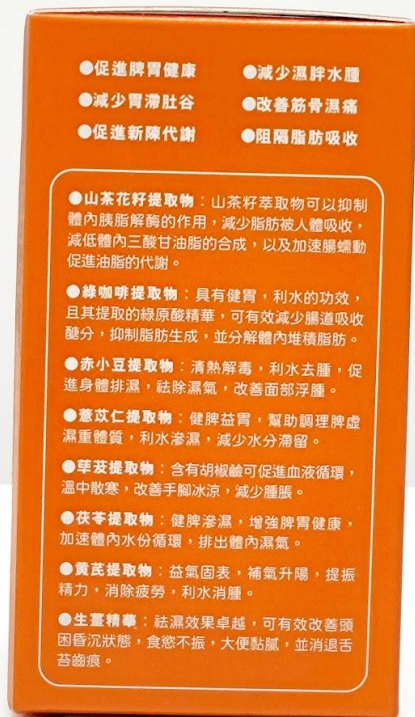 ●促進脾胃健康 ●減少濕胖水腫
●減少胃滯肚谷 ●改善筋骨濕痛
●促進新陳代謝 ●阻隔脂肪吸收
●山茶花籽提取物：山茶籽萃取物可以抑制
體內胰脂解酶的作用，減少脂肪被人體吸收，
減低體內三酸甘油脂的合成，以及加速腸蠕動
促進油脂的代謝。
●綠咖啡提取物：具有健胃，利水的功效，
且其提取的綠原酸精華，可有效減少腸道吸收
醣分，抑制脂肪生成，並分解體內堆積脂肪。
●赤小豆提取物：清熱解毒，利水去腫，促
進身體排濕，祛除濕氣，改善面部浮腫。
●薏苡仁提取物：健脾益胃，幫助調理脾虛
濕重體質，利水滲濕，減少水分滯留。
●蓽茇提取物：含有胡椒鹼可促進血液循環，
溫中散寒，改善手腳冰涼，減少腫脹。
●茯苓提取物：健脾滲濕，增強脾胃健康，
加速體內水份循環，排出體內濕氣。
●黃芪提取物：益氣固表，補氣升陽，提振
精力，消除疲勞，利水消腫。
●生薑精華：祛濕效果卓越，可有效改善頭
困昏沉狀態，食慾不振，大便黏膩，並消退舌
苔齒痕。